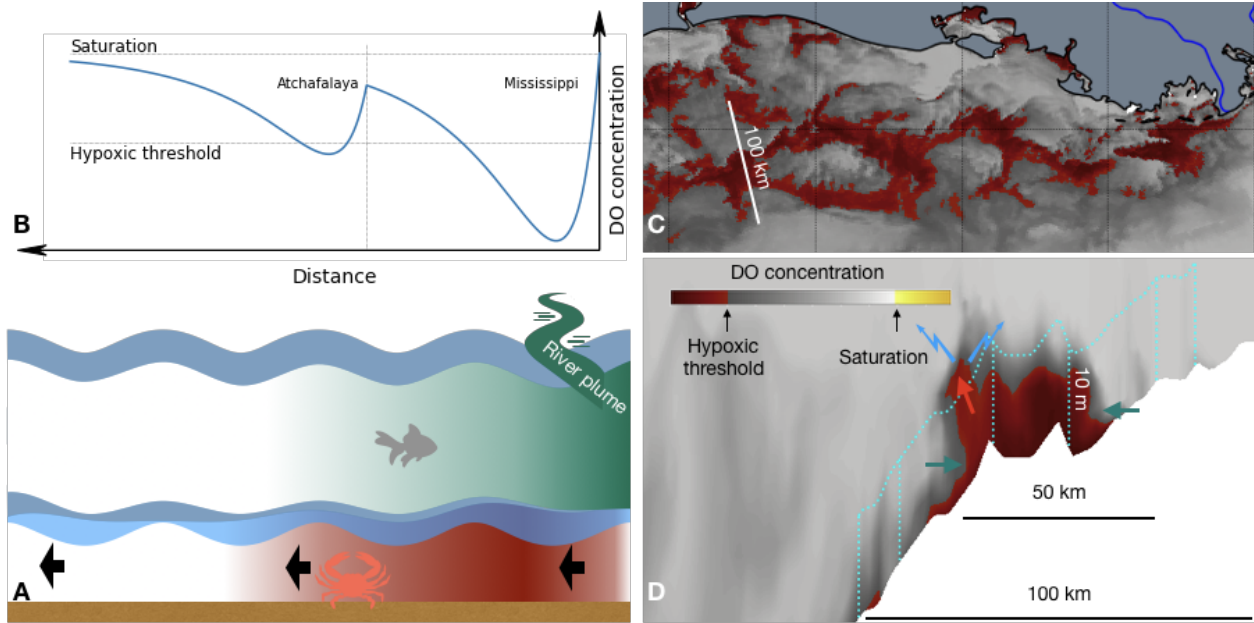 B
Saturation
Atchafalaya
Mississippi
Hypoxic threshold
DO concentration
Distance
A
River plume
C
100 km
D
DO concentration
Hypoxic
threshold
Saturation
10 m
50 km
100 km